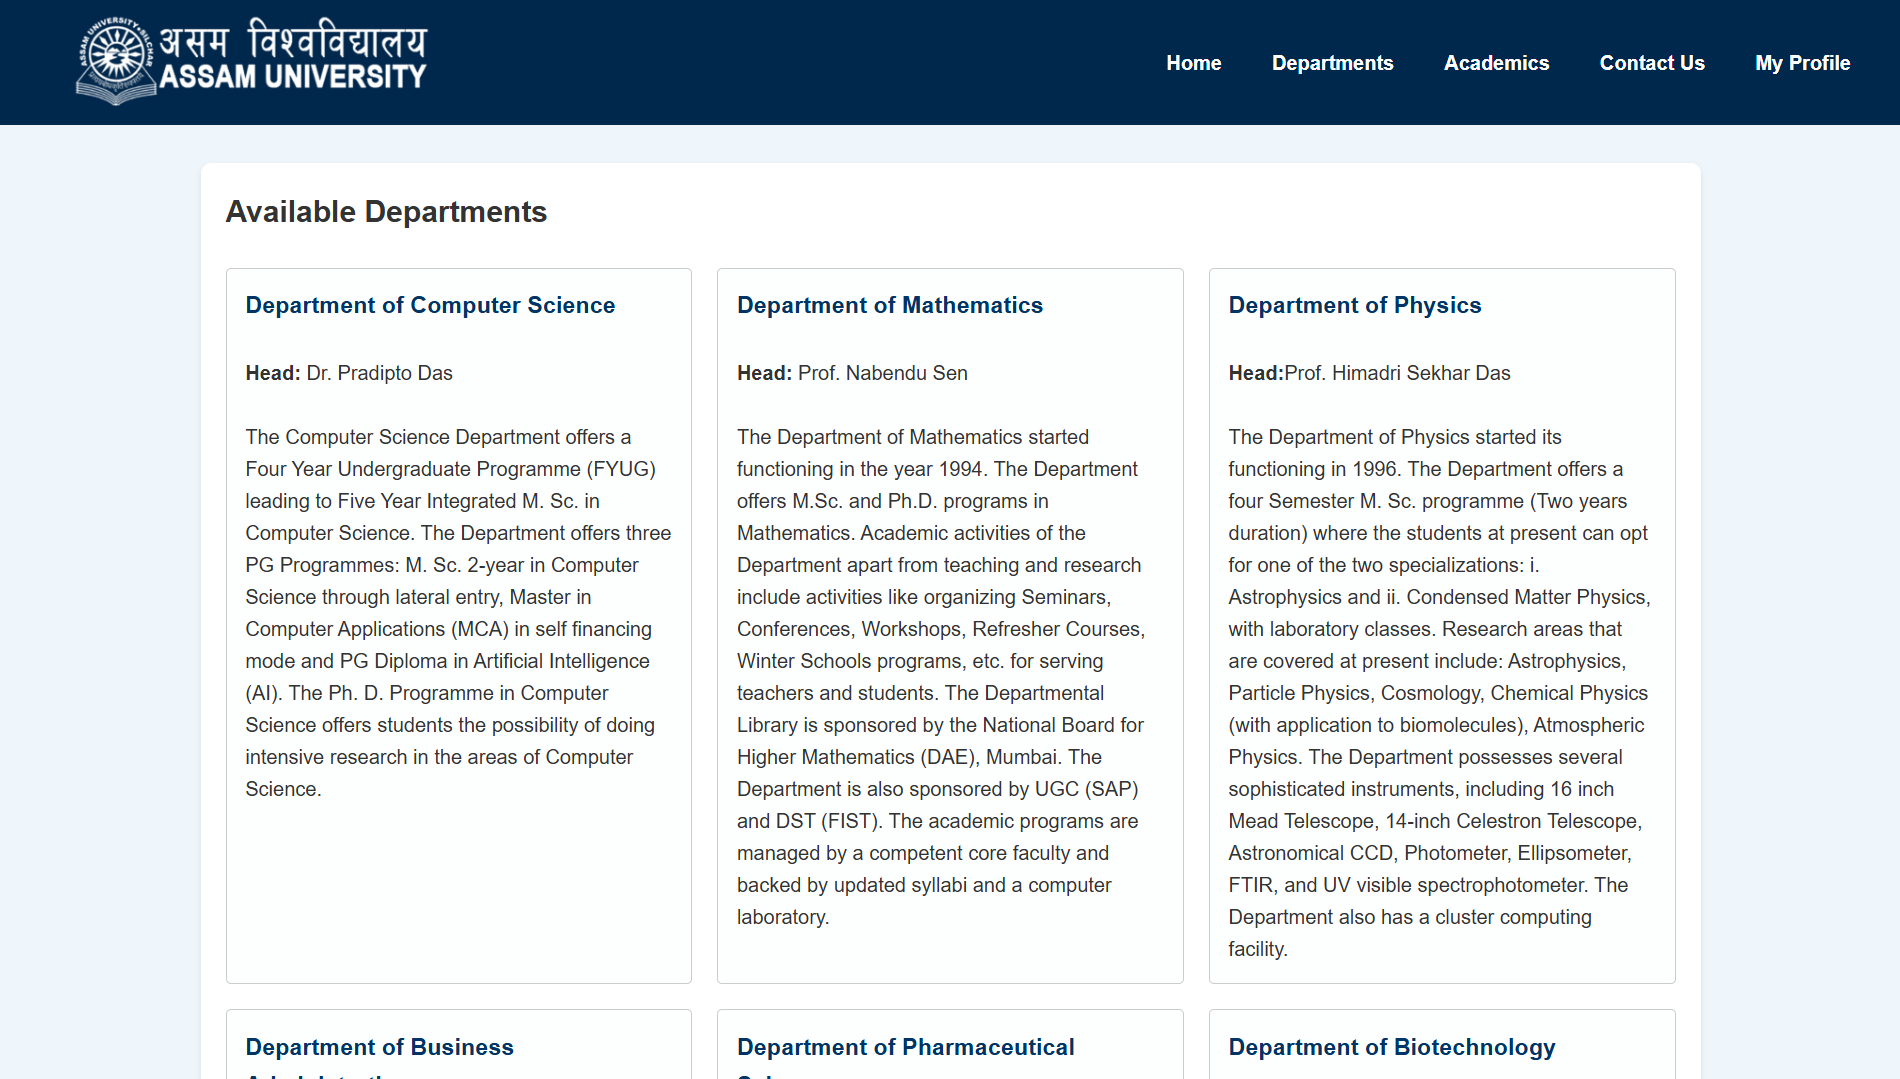 ASSAM UNIVERSITY, SILCHAR
असम विश्वविद्यालय
ASSAM UNIVERSITY
Home Departments Academics Contact Us My Profile
Available Departments
Department of Computer Science
Head: Dr. Pradipto Das
The Computer Science Department offers a
Four Year Undergraduate Programme (FYUG)
leading to Five Year Integrated M. Sc. in
Computer Science. The Department offers three
PG Programmes: M. Sc. 2-year in Computer
Science through lateral entry, Master in
Computer Applications (MCA) in self financing
mode and PG Diploma in Artificial Intelligence
(AI). The Ph. D. Programme in Computer
Science offers students the possibility of doing
intensive research in the areas of Computer
Science.
Department of Mathematics
Head: Prof. Nabendu Sen
The Department of Mathematics started
functioning in the year 1994. The Department
offers M.Sc. and Ph.D. programs in
Mathematics. Academic activities of the
Department apart from teaching and research
include activities like organizing Seminars,
Conferences, Workshops, Refresher Courses,
Winter Schools programs, etc. for serving
teachers and students. The Departmental
Library is sponsored by the National Board for
Higher Mathematics (DAE), Mumbai. The
Department is also sponsored by UGC (SAP)
and DST (FIST). The academic programs are
managed by a competent core faculty and
backed by updated syllabi and a computer
laboratory.
Department of Physics
Head:Prof. Himadri Sekhar Das
The Department of Physics started its
functioning in 1996. The Department offers a
four Semester M. Sc. programme (Two years
duration) where the students at present can opt
for one of the two specializations: i.
Astrophysics and ii. Condensed Matter Physics,
with laboratory classes. Research areas that
are covered at present include: Astrophysics,
Particle Physics, Cosmology, Chemical Physics
(with application to biomolecules), Atmospheric
Physics. The Department possesses several
sophisticated instruments, including 16 inch
Mead Telescope, 14-inch Celestron Telescope,
Astronomical CCD, Photometer, Ellipsometer,
FTIR, and UV visible spectrophotometer. The
Department also has a cluster computing
facility.
Department of Business
Department of Pharmaceutical
Department of Biotechnology